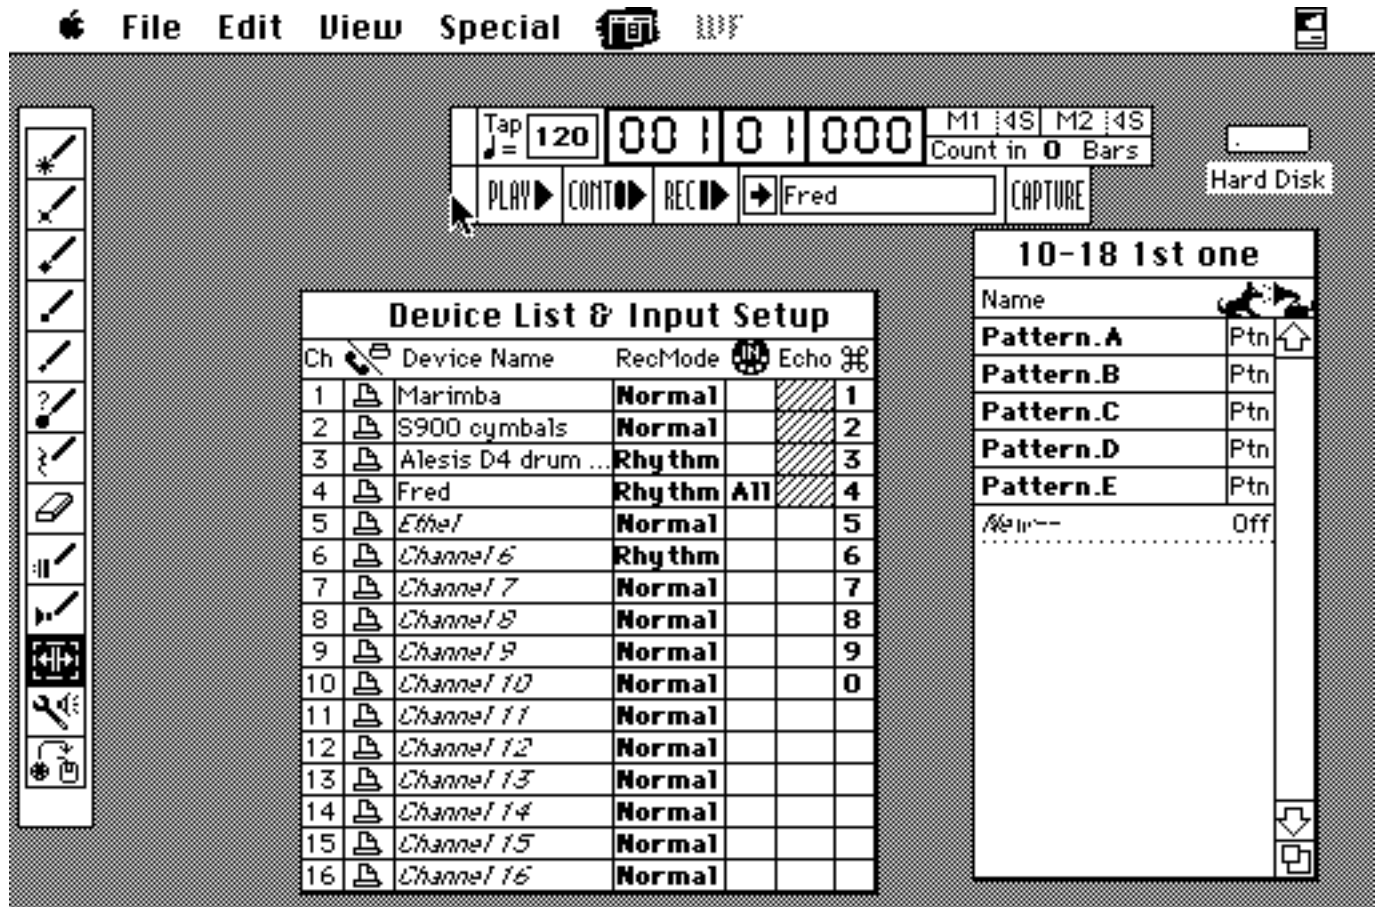 File Edit View Special
Tap 120 001 01 000 M1 4S M2 4S
= Count in 0 Bars
PLAY CONT REC Fred CAPTURE
Hard Disk
10-18 1st one
Name
Pattern.A Ptn
Pattern.B Ptn
Pattern.C Ptn
Pattern.D Ptn
Pattern.E Ptn
New-- Off
Device List & Input Setup
Ch Device Name RecMode IN Echo ⌘
1 Marimba Normal 1
2 S900 cymbals Normal 2
3 Alesis D4 drum ... Rhythm 3
4 Fred Rhythm All 4
5 Ethel Normal 5
6 Channel 6 Rhythm 6
7 Channel 7 Normal 7
8 Channel 8 Normal 8
9 Channel 9 Normal 9
10 Channel 10 Normal 0
11 Channel 11 Normal
12 Channel 12 Normal
13 Channel 13 Normal
14 Channel 14 Normal
15 Channel 15 Normal
16 Channel 16 Normal
?